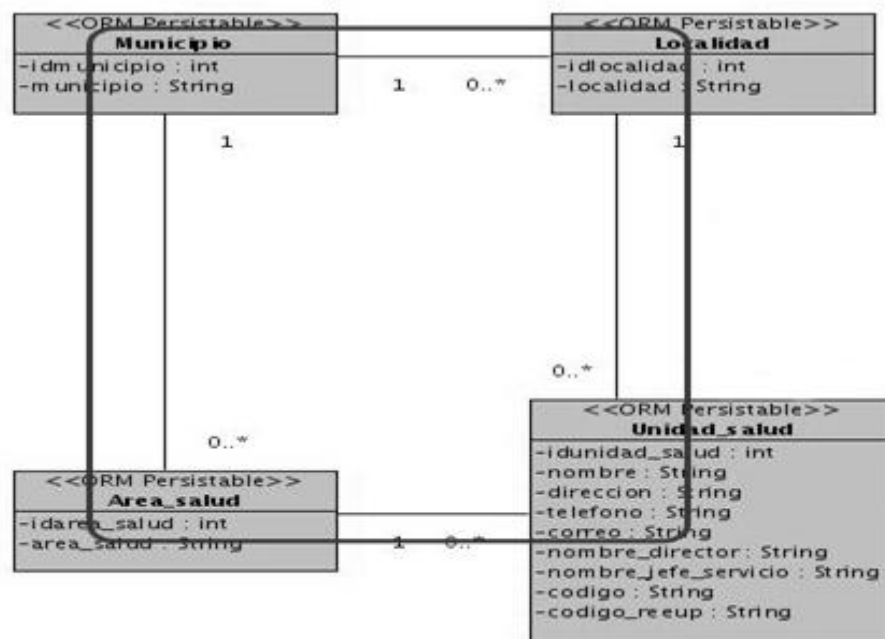 <<ORM Persistable>>
Municipio
-idmunicipio : int
-municipio : String
1
0..*
<<ORM Persistable>>
Localidad
-idlocalidad : int
-localidad : String
1
1
0..*
0..*
<<ORM Persistable>>
Area_salud
-idarea_salud : int
-area_salud : String
1
0..*
<<ORM Persistable>>
Unidad_salud
-idunidad_salud : int
-nombre : String
-direccion : String
-telefono : String
-correo : String
-nombre_director : String
-nombre_jefe_servicio : String
-codigo : String
-codigo_reeup : String